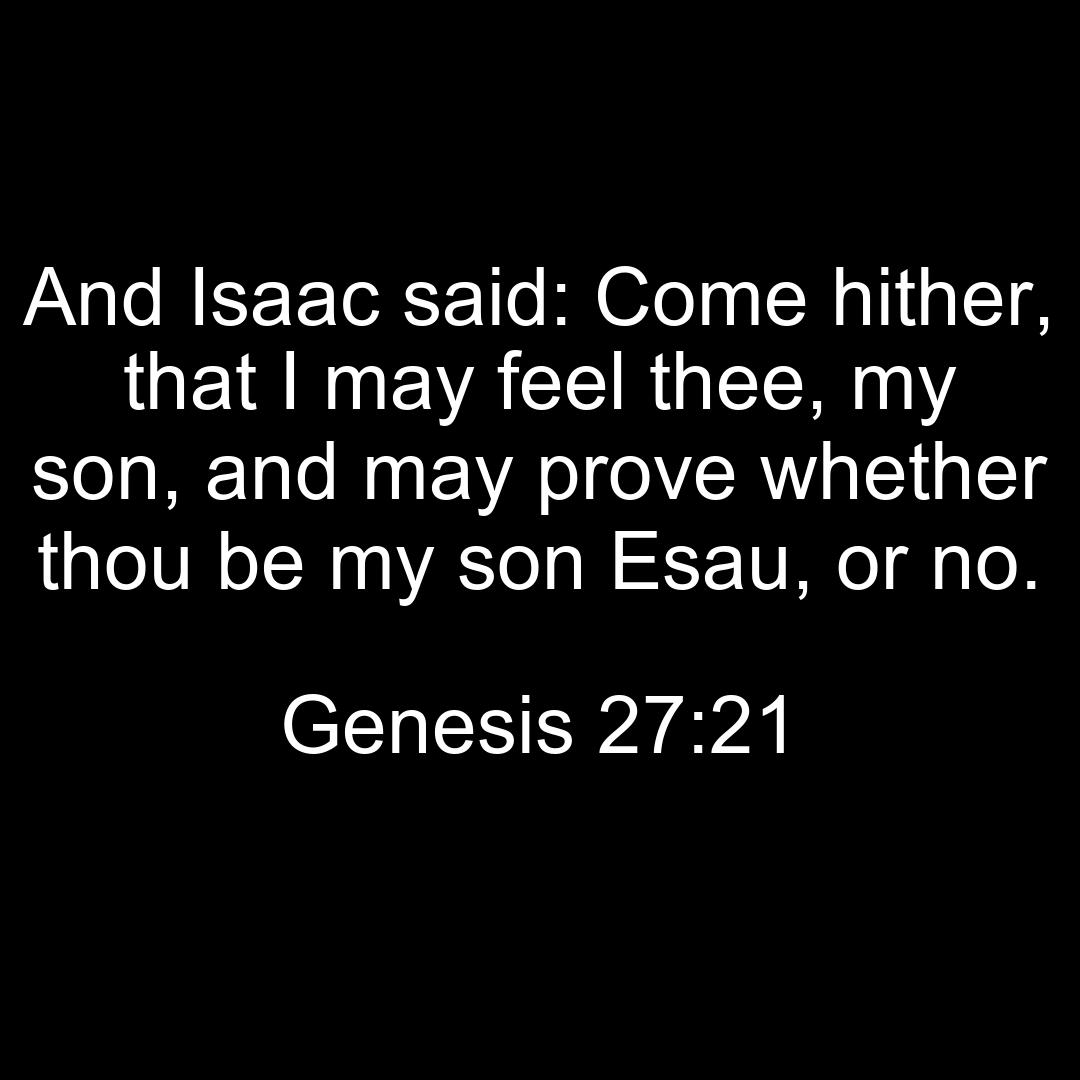 And Isaac said: Come hither,
that I may feel thee, my
son, and may prove whether
thou be my son Esau, or no.
Genesis 27:21